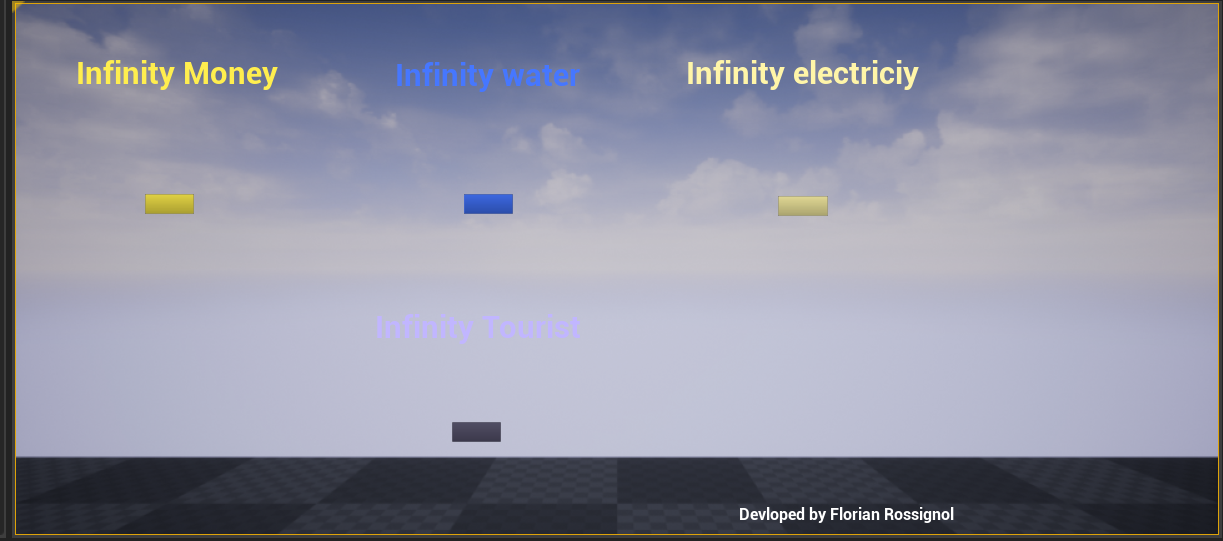 Infinity Money
Infinity water
Infinity electriciy
Infinity Tourist
Devloped by Florian Rossignol